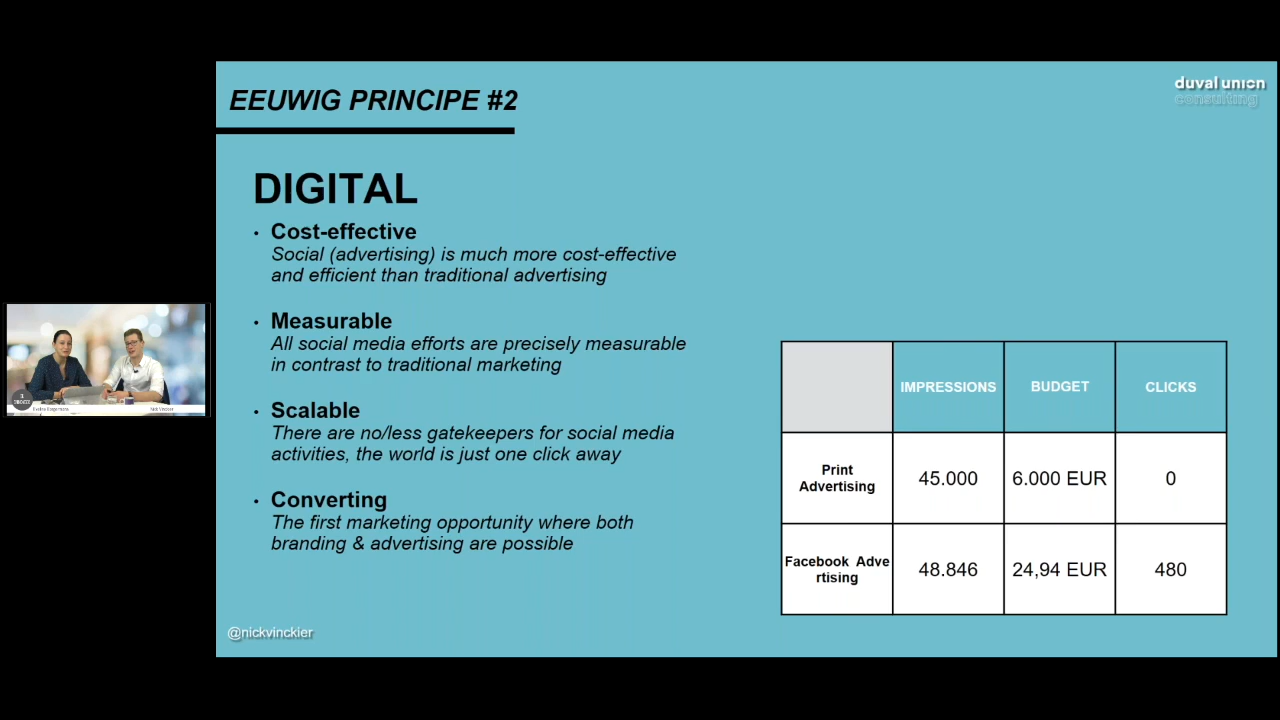 EEUWIG PRINCIPE #2
duval union
consulting
DIGITAL
• Cost-effective
Social (advertising) is much more cost-effective
and efficient than traditional advertising
• Measurable
All social media efforts are precisely measurable
in contrast to traditional marketing
• Scalable
There are no/less gatekeepers for social media
activities, the world is just one click away
• Converting
The first marketing opportunity where both
branding & advertising are possible
IMPRESSIONS BUDGET CLICKS
Print
Advertising
45.000 6.000 EUR 0
Facebook Adve
rtising
48.846 24,94 EUR 480
@nickvinckier
Nick Vinckier